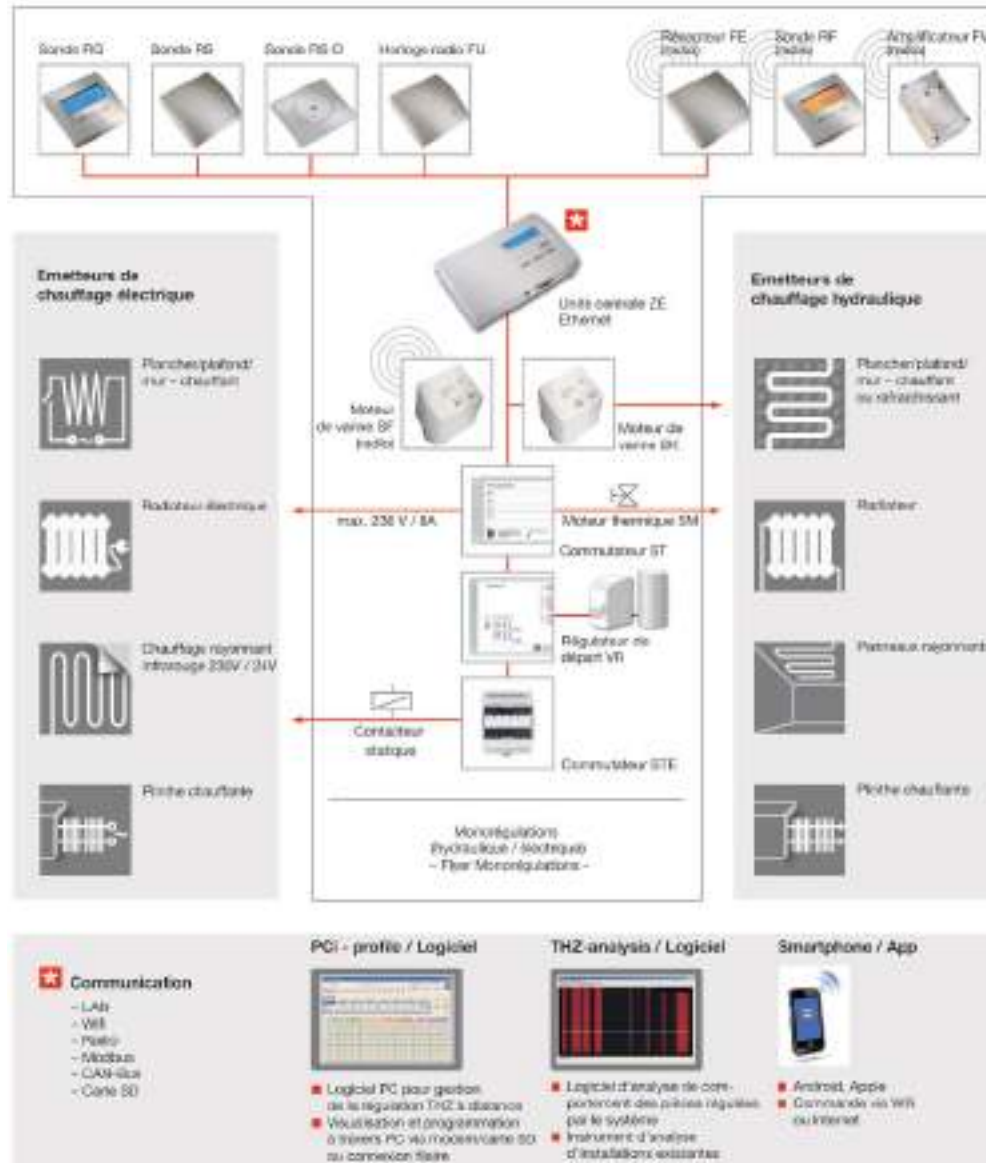 Sonde RG
Sonde RS
Sonde RS O
Horloge radio FU
Récepteur FE
(radio)
Sonde RF
(radio)
Amplificateur FV
(radio)
Emetteurs de
chauffage électrique
Plancher/plafond/
mur – chauffant
Radiateur électrique
Chauffage rayonnant
infrarouge 230V / 24V
Plinthe chauffante
Unité centrale ZE
Ethernet
Moteur
de vanne SF
(radio)
Moteur de
vanne
max. 230 V / 8A
Moteur thermique SM
Commutateur ST
Régulateur de
départ VR
Contacteur
statique
Commutateur STE
Monorégulations
(hydraulique / électrique)
– Flyer Monorégulations –
Emetteurs de
chauffage hydraulique
Plancher/plafond/
mur – chauffant
ou rafraichissant
Radiateur
Panneaux rayonnants
Plinthe chauffante
Communication
– LAN
– Wifi
– Radio
– Modbus
– CAN-Bus
– Carte SD
PCi - profile / Logiciel
Logiciel PC pour gestion
de la régulation THZ à distance
Visualisation et programmation
à travers PC via modem/carte SD
ou connexion filaire
THZ-analysis / Logiciel
Logiciel d'analyse de com-
portement des pièces régulées
par le système
Instrument d'analyse
d'installations existantes
Smartphone / App
Android, Apple
Commande via Wifi
ou Internet